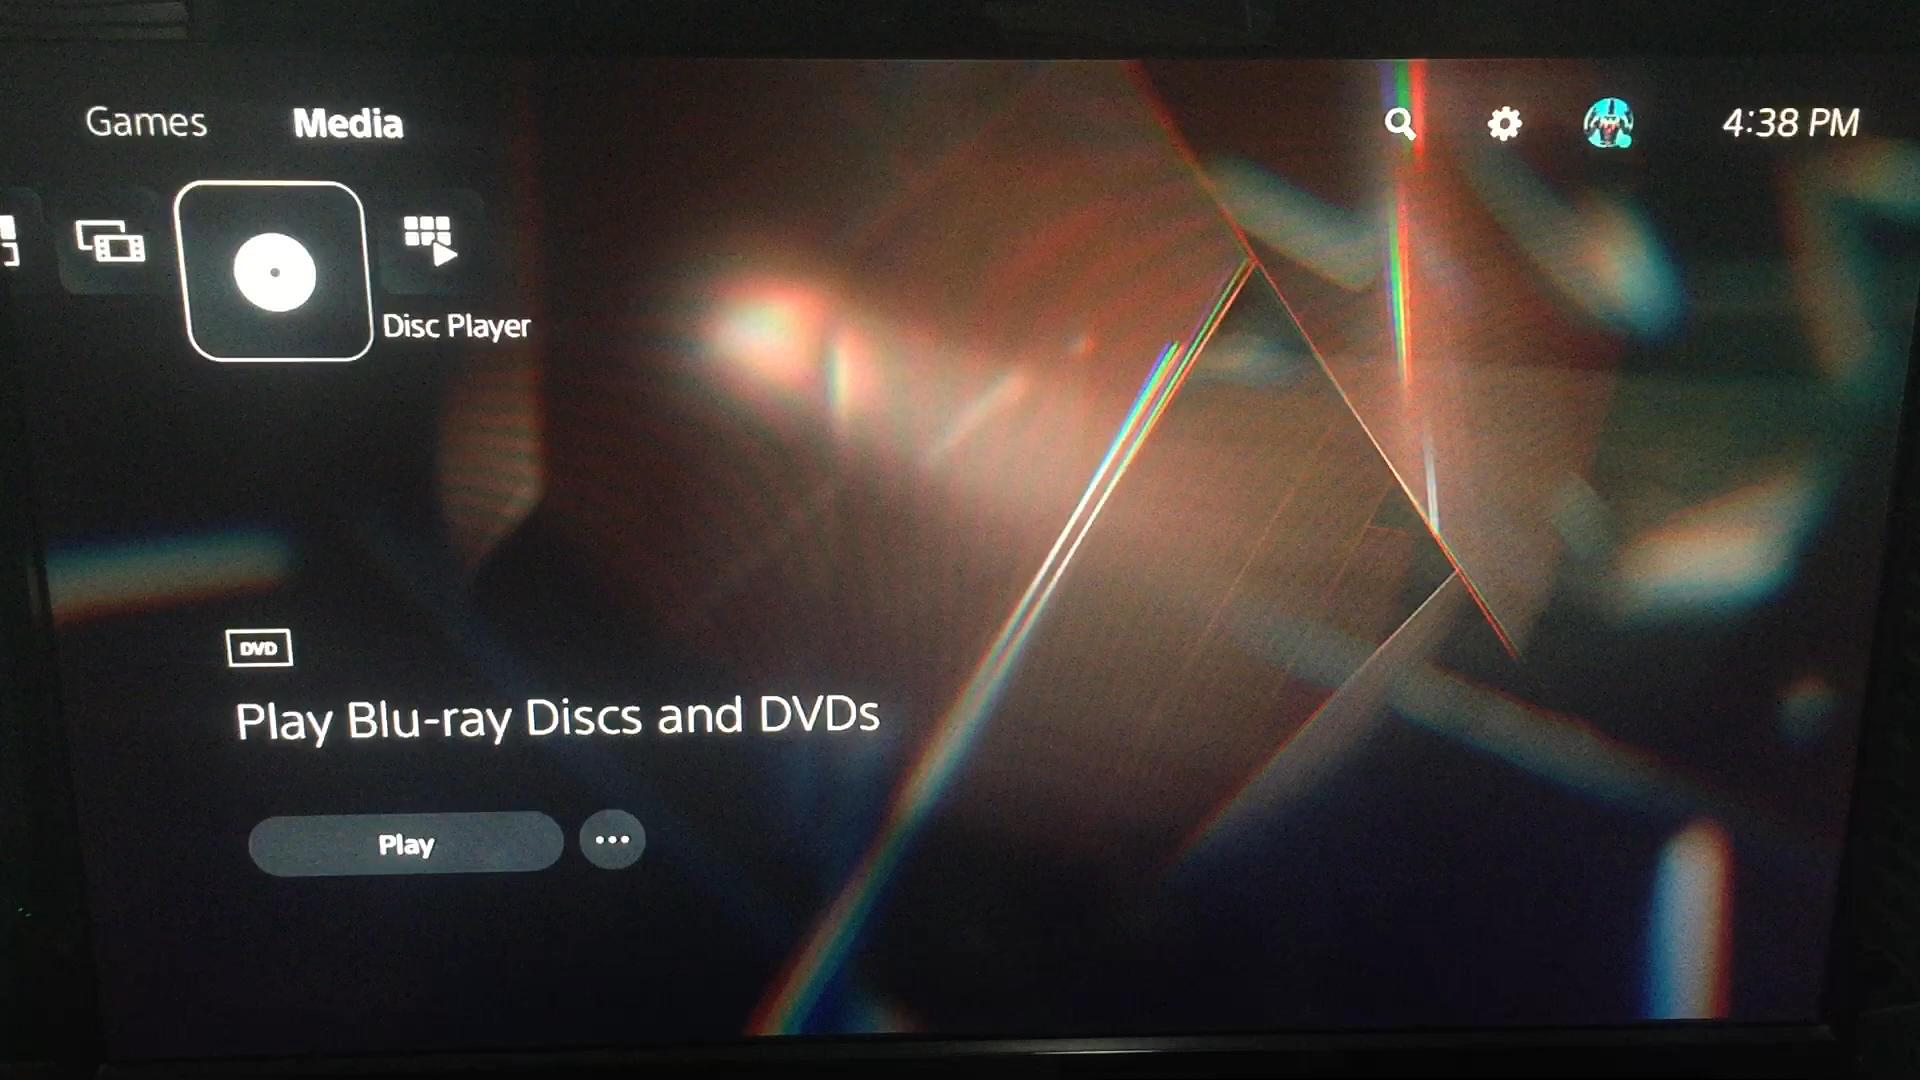 Games
Media
4:38 PM
Disc Player
DVD
Play Blu-ray Discs and DVDs
Play